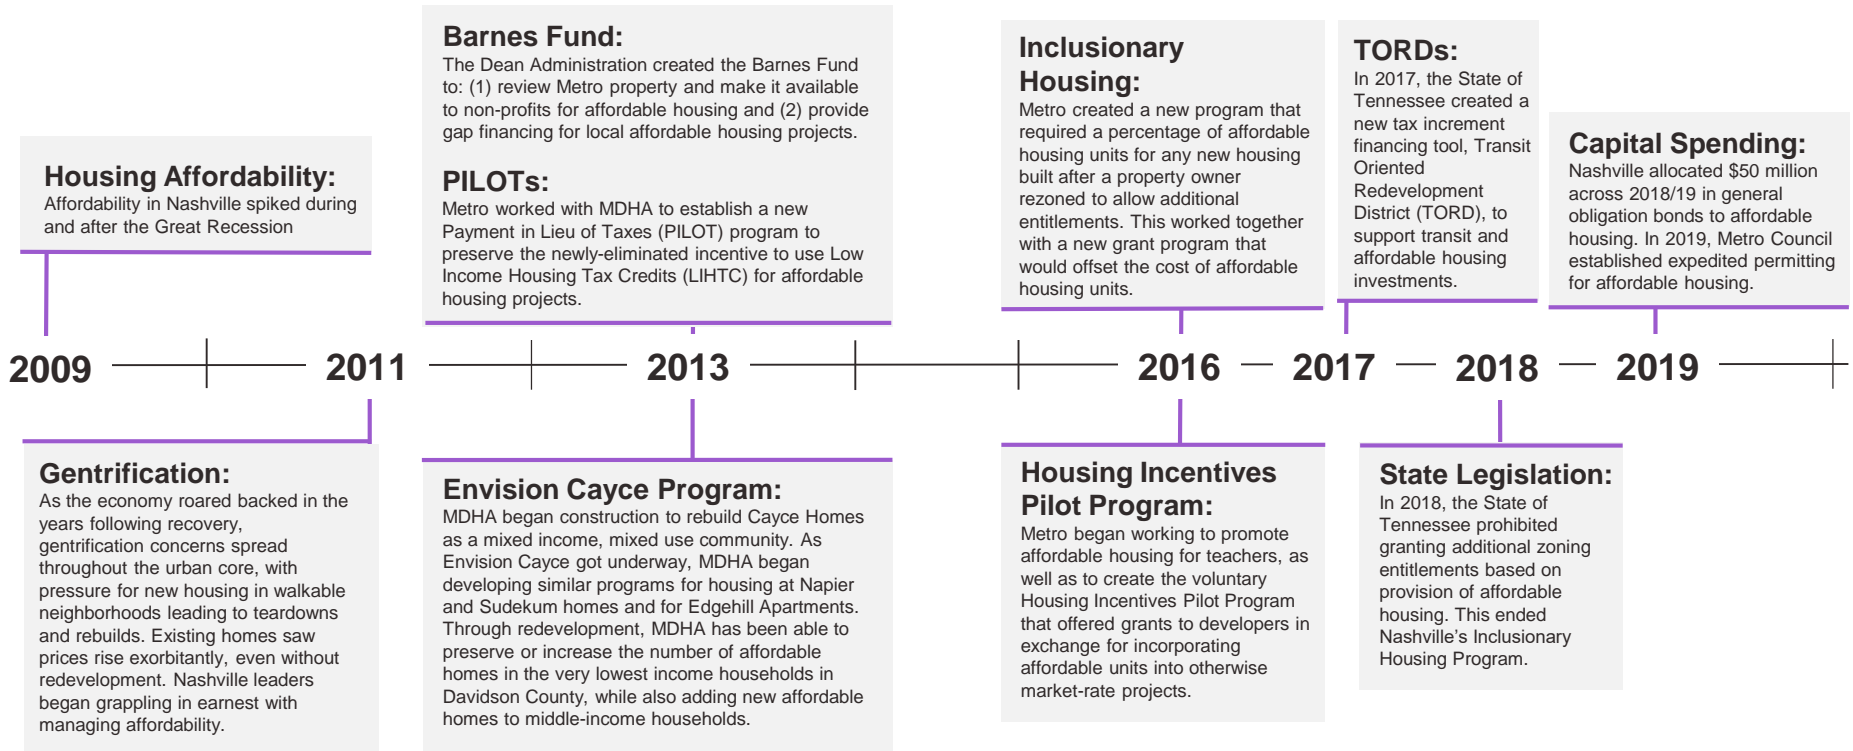 Housing Affordability:
Affordability in Nashville spiked during
and after the Great Recession
Barnes Fund:
The Dean Administration created the Barnes Fund
to: (1) review Metro property and make it available
to non-profits for affordable housing and (2) provide
gap financing for local affordable housing projects.
PILOTs:
Metro worked with MDHA to establish a new
Payment in Lieu of Taxes (PILOT) program to
preserve the newly-eliminated incentive to use Low
Income Housing Tax Credits (LIHTC) for affordable
housing projects.
Inclusionary
Housing:
Metro created a new program that
required a percentage of affordable
housing units for any new housing
built after a property owner
rezoned to allow additional
entitlements. This worked together
with a new grant program that
would offset the cost of affordable
housing units.
TORDs:
In 2017, the State of
Tennessee created a
new tax increment
financing tool, Transit
Oriented
Redevelopment
District (TORD), to
support transit and
affordable housing
investments.
Capital Spending:
Nashville allocated $50 million
across 2018/19 in general
obligation bonds to affordable
housing. In 2019, Metro Council
established expedited permitting
for affordable housing.
2009 2011 2013 2016 2017 2018 2019
Gentrification:
As the economy roared backed in the
years following recovery,
gentrification concerns spread
throughout the urban core, with
pressure for new housing in walkable
neighborhoods leading to teardowns
and rebuilds. Existing homes saw
prices rise exorbitantly, even without
redevelopment. Nashville leaders
began grappling in earnest with
managing affordability.
Envision Cayce Program:
MDHA began construction to rebuild Cayce Homes
as a mixed income, mixed use community. As
Envision Cayce got underway, MDHA began
developing similar programs for housing at Napier
and Sudekum homes and for Edgehill Apartments.
Through redevelopment, MDHA has been able to
preserve or increase the number of affordable
homes in the very lowest income households in
Davidson County, while also adding new affordable
homes to middle-income households.
Housing Incentives
Pilot Program:
Metro began working to promote
affordable housing for teachers, as
well as to create the voluntary
Housing Incentives Pilot Program
that offered grants to developers in
exchange for incorporating
affordable units into otherwise
market-rate projects.
State Legislation:
In 2018, the State of
Tennessee prohibited
granting additional zoning
entitlements based on
provision of affordable
housing. This ended
Nashville's Inclusionary
Housing Program.